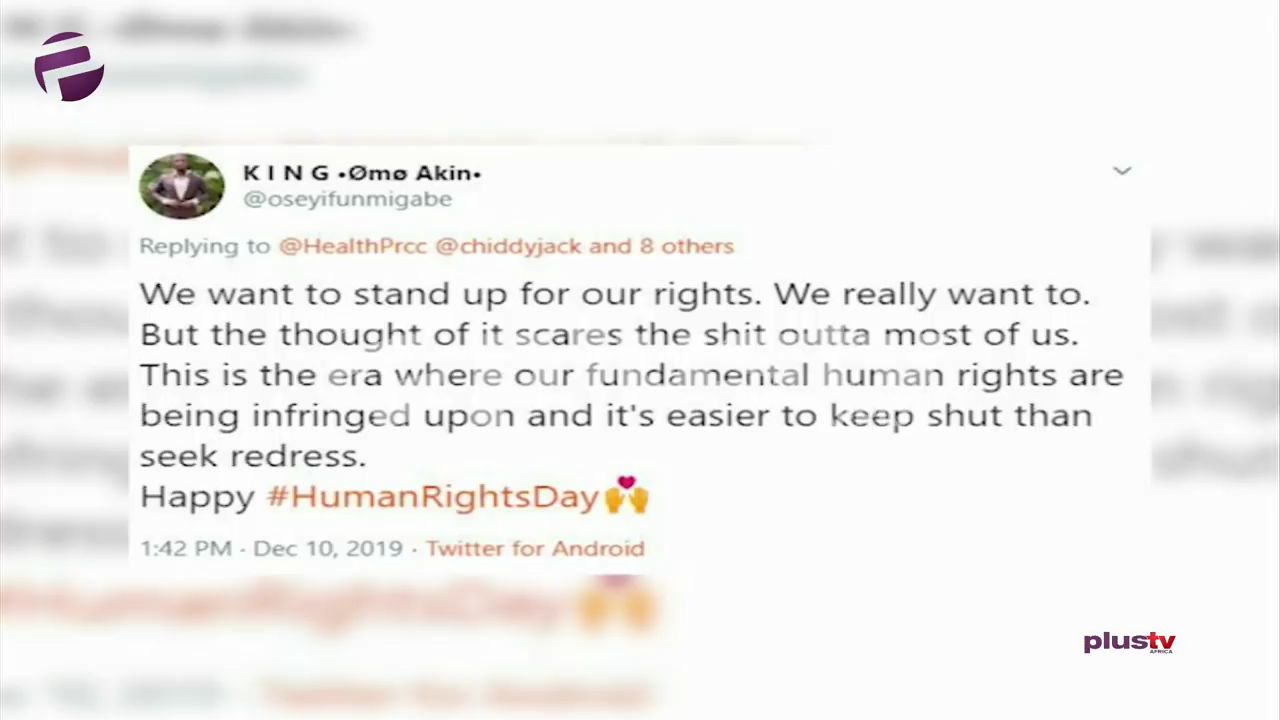 K I N G •Ømø Akin•
@oseyifunmigabe
Replying to @HealthPrcc @chiddyjack and 8 others
We want to stand up for our rights. We really want to.
But the thought of it scares the shit outta most of us.
This is the era where our fundamental human rights are
being infringed upon and it's easier to keep shut than
seek redress.
Happy #HumanRightsDay
1:42 PM · Dec 10, 2019 · Twitter for Android
plustv
AFRICA